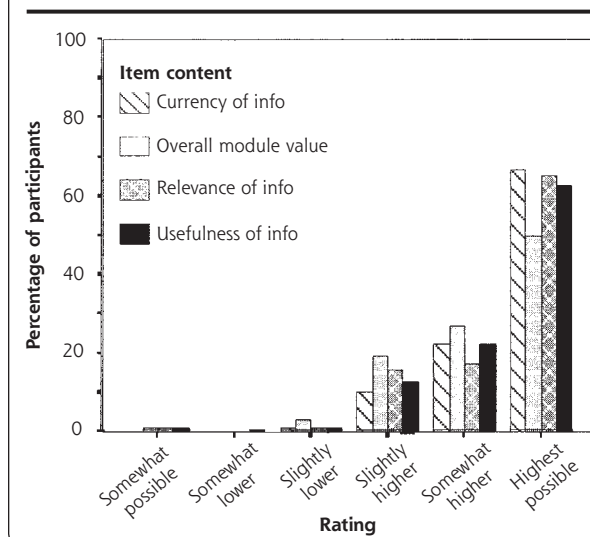 100
80
60
40
20
0
Percentage of participants
Item content
Currency of info
Overall module value
Relevance of info
Usefulness of info
Somewhat
possible
Somewhat
lower
Slightly
lower
Slightly
higher
Somewhat
higher
Highest
possible
Rating